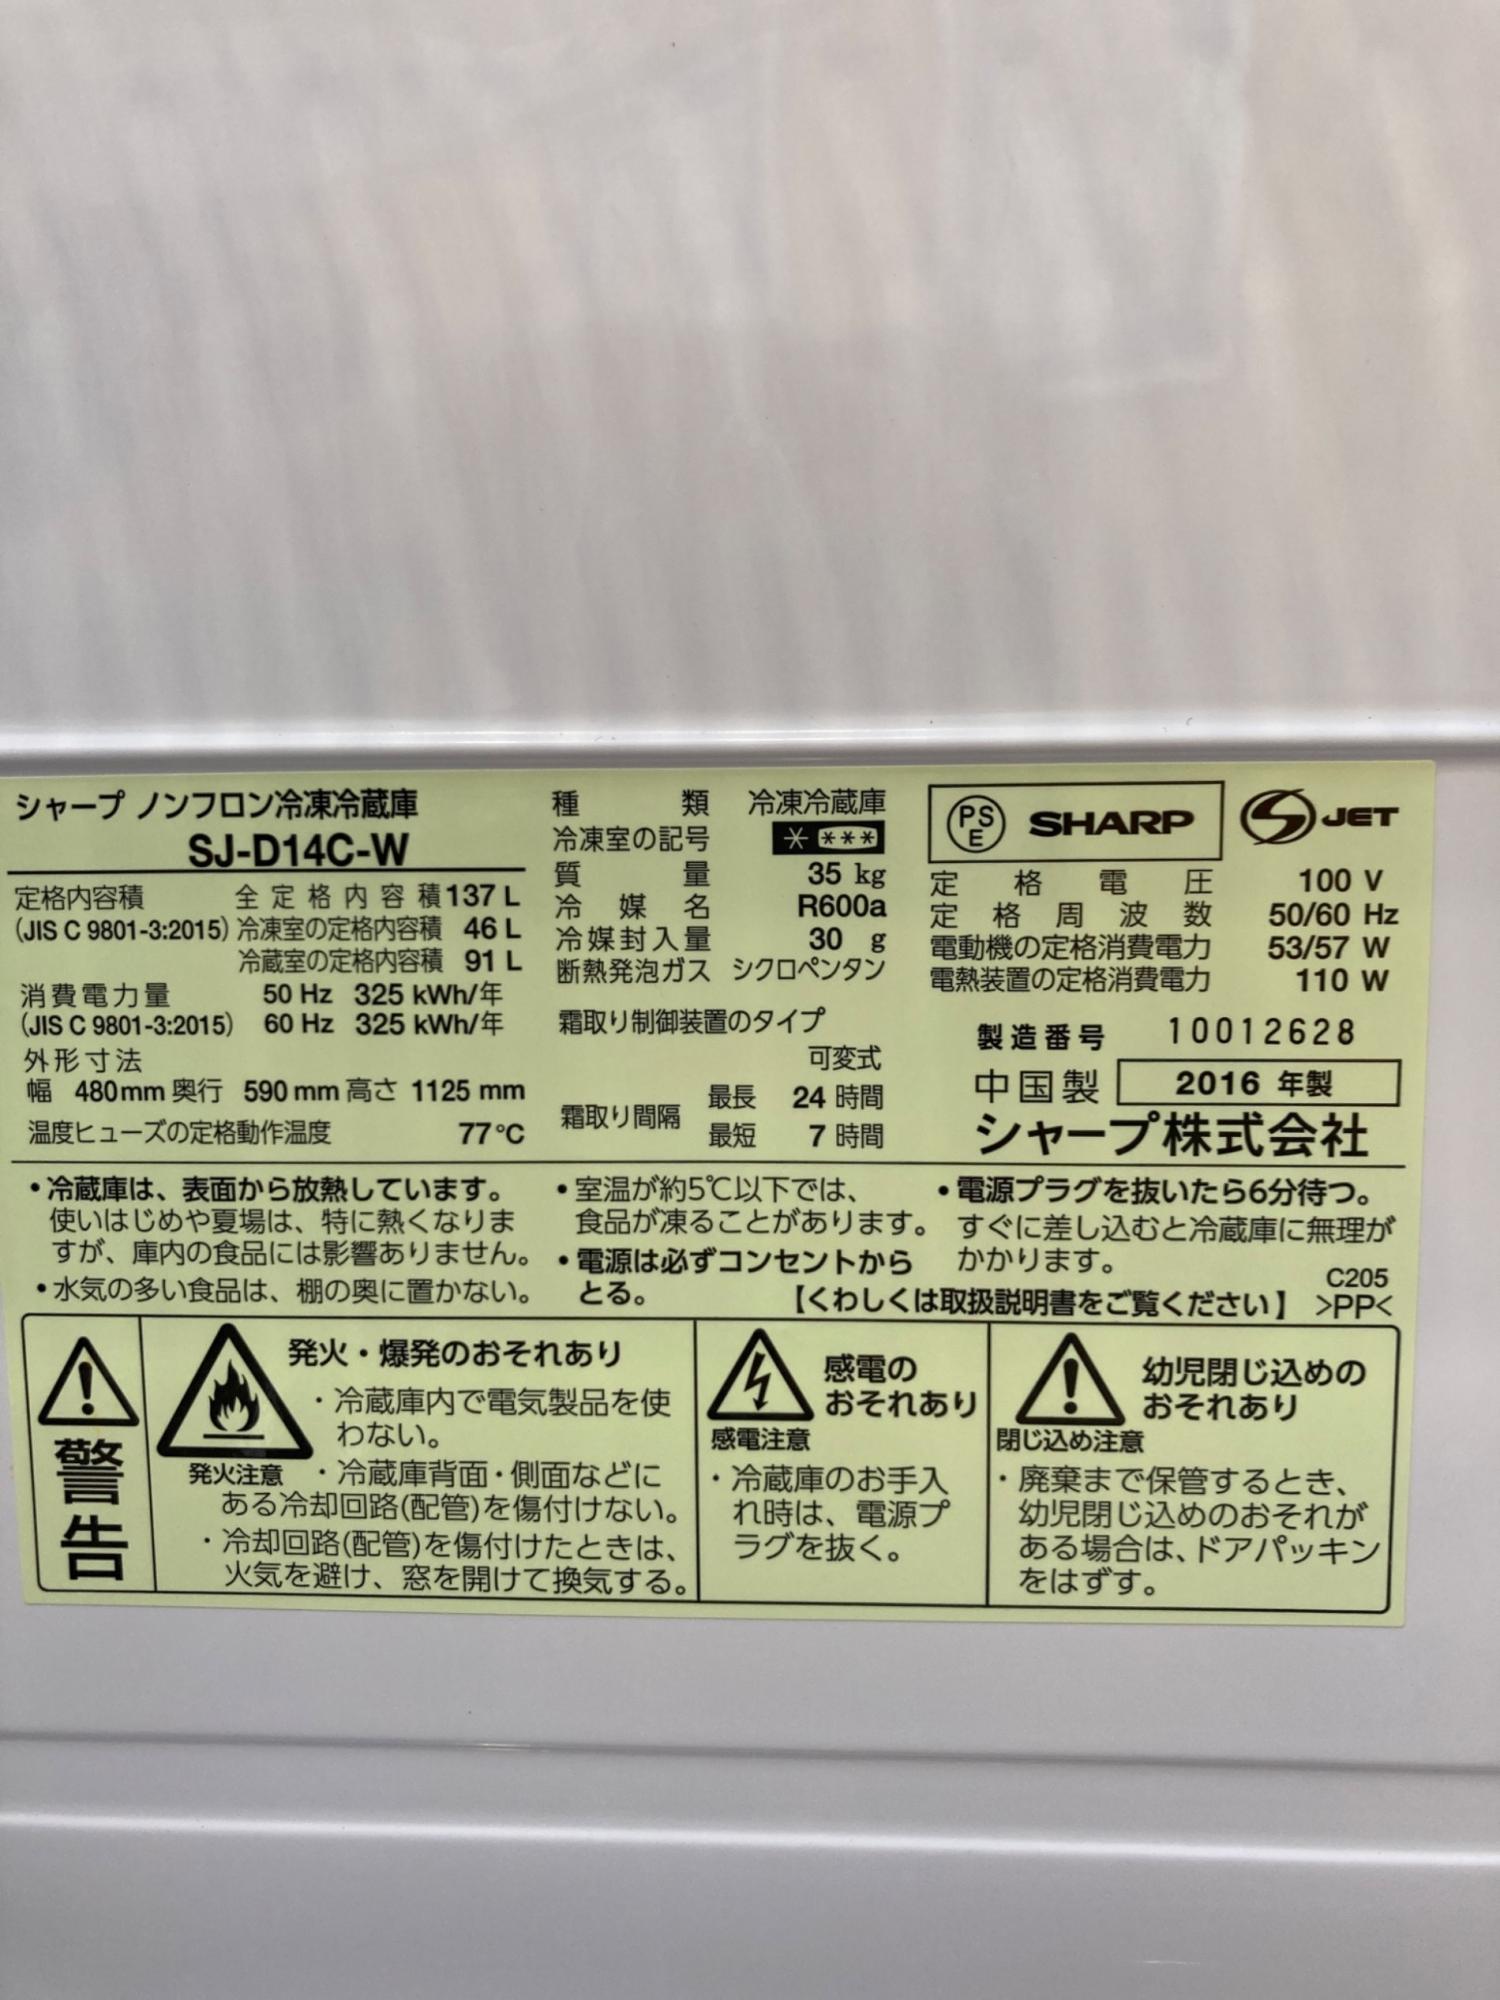 シャープ ノンフロン冷凍冷蔵庫
SJ-D14C-W
定格内容積 全定格内容積 137 L
(JIS C 9801-3:2015) 冷凍室の定格内容積 46 L
冷蔵室の定格内容積 91 L
消費電力量 50 Hz 325 kWh/年
(JIS C 9801-3:2015) 60 Hz 325 kWh/年
外形寸法
幅 480mm 奥行 590mm 高さ 1125 mm
温度ヒューズの定格動作温度 77℃
種類 冷凍冷蔵庫
冷凍室の記号 * ***
質量 35 kg
冷媒名 R600a
冷媒封入量 30 g
断熱発泡ガス シクロペンタン
霜取り制御装置のタイプ
可変式
霜取り間隔 最長 24 時間
最短 7 時間
PSE SHARP S JET
定格電圧 100 V
定格周波数 50/60 Hz
電動機の定格消費電力 53/57 W
電熱装置の定格消費電力 110 W
製造番号 10012628
中国製 2016 年製
シャープ株式会社
・冷蔵庫は、表面から放熱しています。
使いはじめや夏場は、特に熱くなりま
すが、庫内の食品には影響ありません。
・水気の多い食品は、棚の奥に置かない。
・室温が約5℃以下では、
食品が凍ることがあります。
・電源は必ずコンセントから
とる。
・電源プラグを抜いたら6分待つ。
すぐに差し込むと冷蔵庫に無理が
かかります。
【くわしくは取扱説明書をご覧ください】
C205
>PP<
警告
発火・爆発のおそれあり
発火注意
・冷蔵庫内で電気製品を使
わない。
・冷蔵庫背面・側面などに
ある冷却回路(配管)を傷付けない。
・冷却回路(配管)を傷付けたときは、
火気を避け、窓を開けて換気する。
感電の
おそれあり
感電注意
・冷蔵庫のお手入
れ時は、電源プ
ラグを抜く。
幼児閉じ込めの
おそれあり
閉じ込め注意
・廃棄まで保管するとき、
幼児閉じ込めのおそれが
ある場合は、ドアパッキン
をはずす。